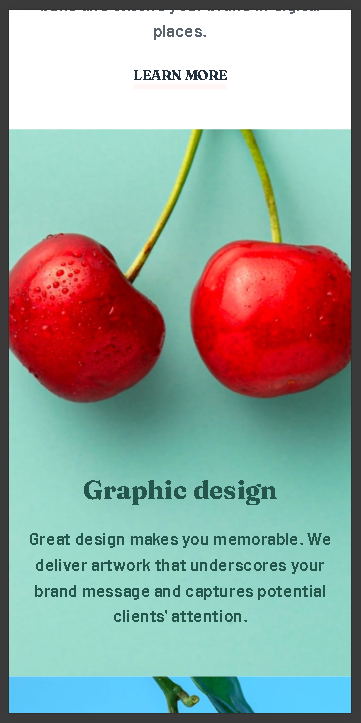 places.
LEARN MORE
Graphic design
Great design makes you memorable. We
deliver artwork that underscores your
brand message and captures potential
clients' attention.